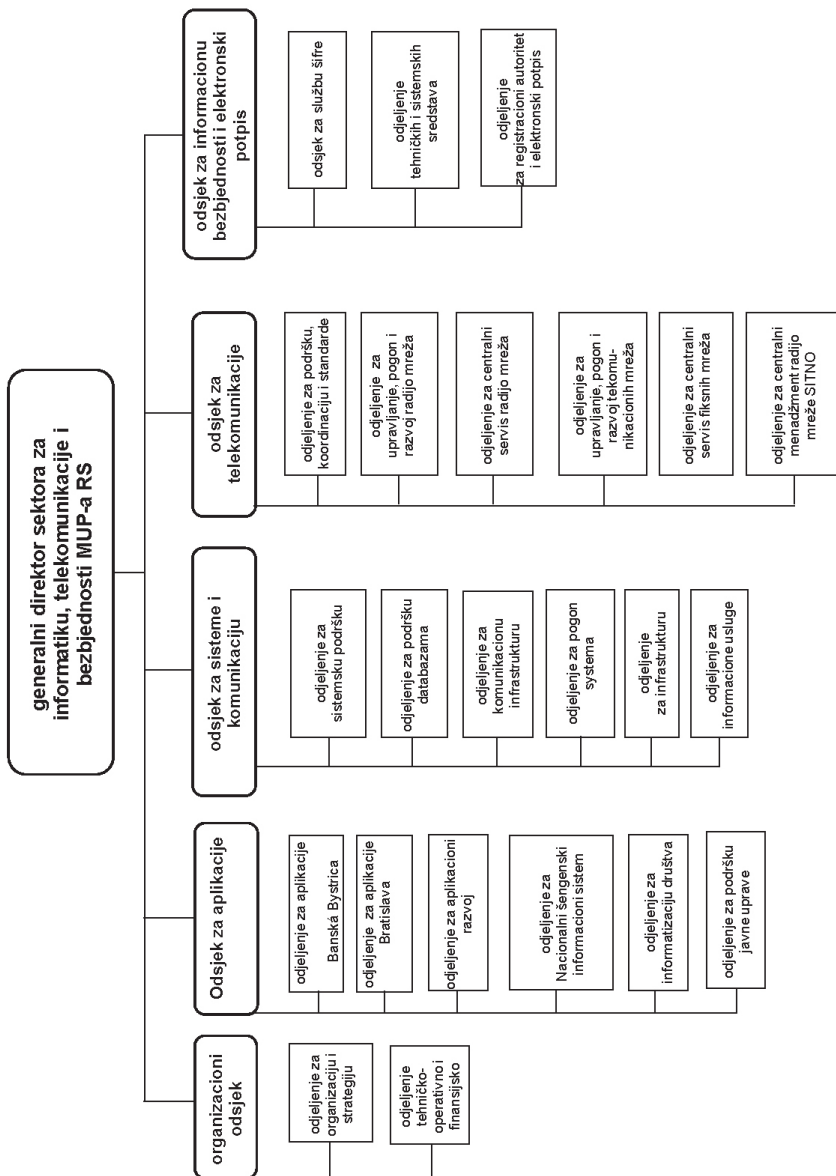 generalni direktor sektora za
informatiku, telekomunikacije i
bezbjednosti MUP-a RS
organizacioni
odsjek
odjeljenje za
organizaciju i
strategiju
odjeljenje
tehničko-
operativno i
finansijsko
Odsjek za aplikacije
odjeljenje za aplikacije
Banská Bystrica
odjeljenje za aplikacije
Bratislava
odjeljenje za aplikacioni
razvoj
odjeljenje za
Nacionalni šengenski
informacioni sistem
odjeljenje za
informatizaciju društva
odjeljenje za podršku
javne uprave
odsjek za sisteme i
komunikaciju
odjeljenje za
sistemsku podršku
odjeljenje za podršku
databazama
odjeljenje za
komunikacionu
infrastrukturu
odjeljenje za pogon
systema
odjeljenje
za infrastrukturu
odjeljenje za
informacione usluge
odsjek za
telekomunikacije
odjeljenje za podršku,
koordinaciju i standarde
odjeljenje za
upravljanje, pogon i
razvoj radijo mreža
odjeljenje za centralni
servis radijo mreža
odjeljenje za
upravljanje, pogon i
razvoj tekomu-
nikacionih mreža
odjeljenje za centralni
servis fiksnih mreža
odjeljenje za centralni
menadžment radijo
mreže SITNO
odsjek za informacionu
bezbjednosti i elektronski
potpis
odsjek za službu šifre
odjeljenje
tehničkih i sistemskih
sredstava
odjeljenje
za registracioni autoritet
i elektronski potpis